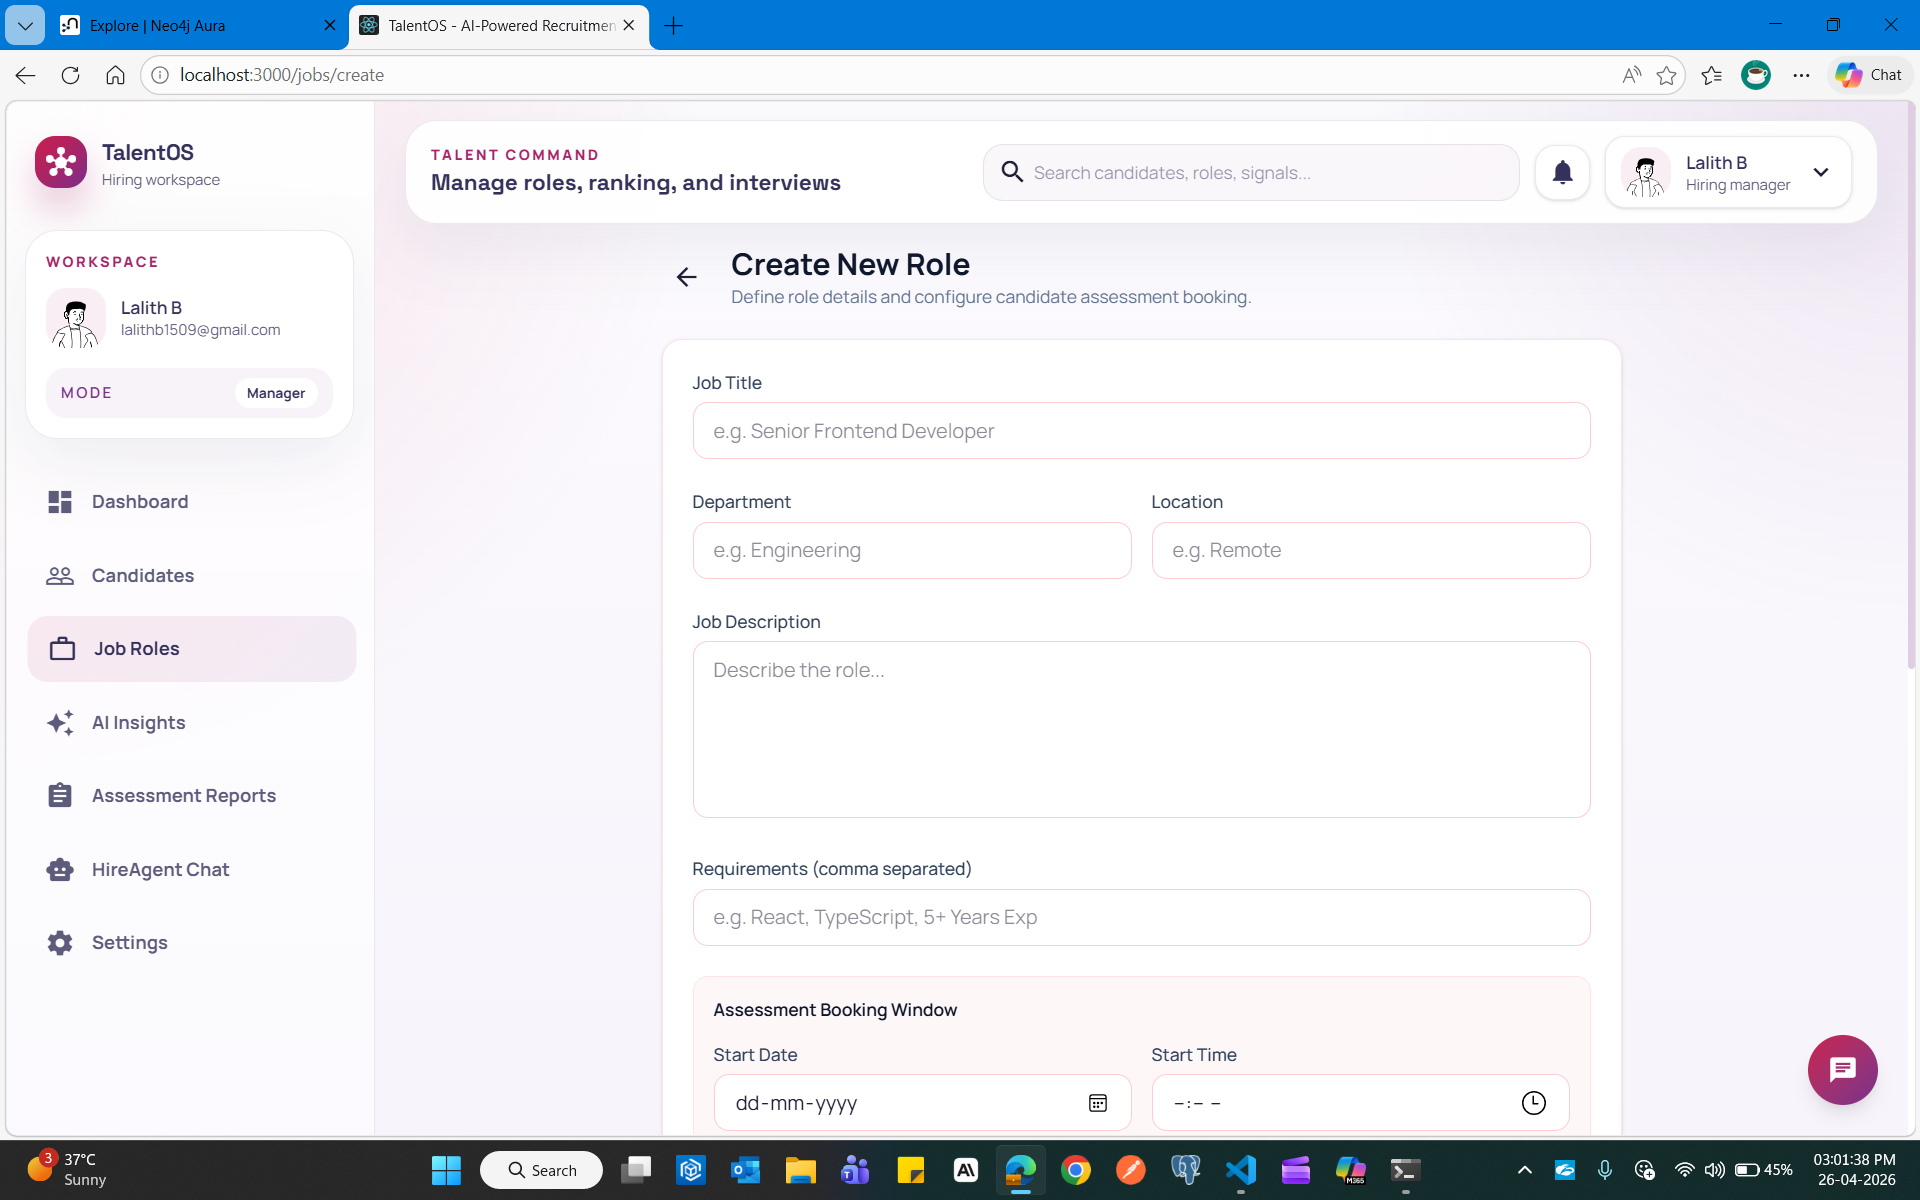 Explore | Neo4j Aura
TalentOS - AI-Powered Recruitmen
localhost:3000/jobs/create
Chat
TalentOS
Hiring workspace
WORKSPACE
Lalith B
lalithb1509@gmail.com
MODE
Manager
Dashboard
Candidates
Job Roles
AI Insights
Assessment Reports
HireAgent Chat
Settings
TALENT COMMAND
Manage roles, ranking, and interviews
Search candidates, roles, signals...
Lalith B
Hiring manager
Create New Role
Define role details and configure candidate assessment booking.
Job Title
e.g. Senior Frontend Developer
Department
Location
e.g. Engineering
e.g. Remote
Job Description
Describe the role...
Requirements (comma separated)
e.g. React, TypeScript, 5+ Years Exp
Assessment Booking Window
Start Date
Start Time
dd-mm-yyyy
--:-- --
3
37°C
Sunny
Search
M365
45%
03:01:38 PM
26-04-2026